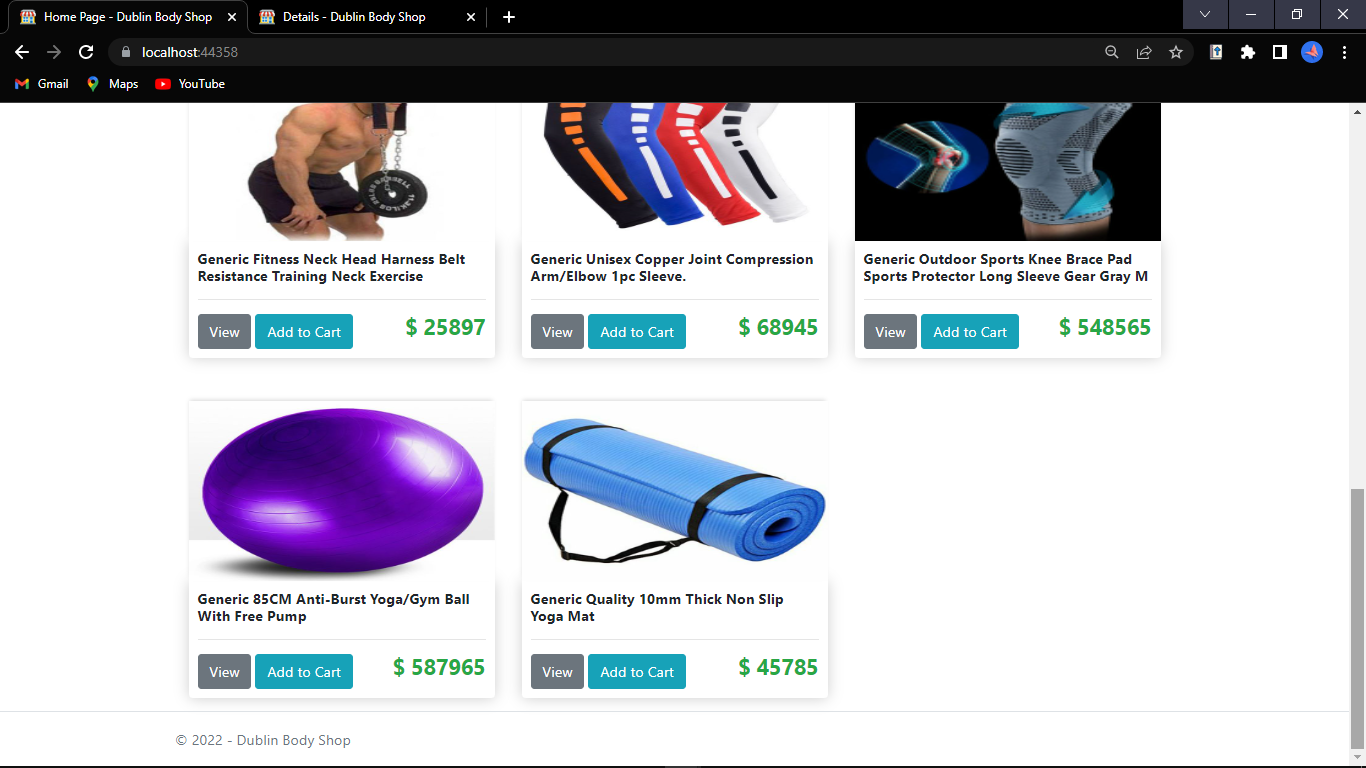 Home Page - Dublin Body Shop
Details - Dublin Body Shop
localhost:44358
Gmail
Maps
YouTube
Generic Fitness Neck Head Harness Belt
Resistance Training Neck Exercise
View
Add to Cart
$ 25897
Generic Unisex Copper Joint Compression
Arm/Elbow 1pc Sleeve.
View
Add to Cart
$ 68945
Generic Outdoor Sports Knee Brace Pad
Sports Protector Long Sleeve Gear Gray M
View
Add to Cart
$ 548565
Generic 85CM Anti-Burst Yoga/Gym Ball
With Free Pump
View
Add to Cart
$ 587965
Generic Quality 10mm Thick Non Slip
Yoga Mat
View
Add to Cart
$ 45785
© 2022 - Dublin Body Shop